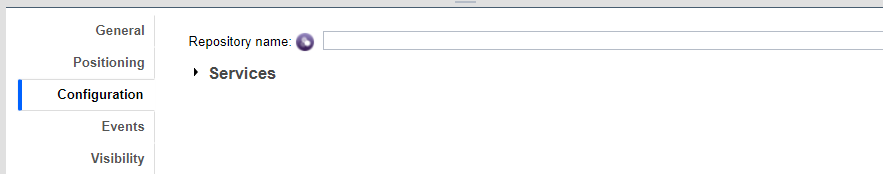 General
Positioning
Configuration
Events
Visibility
Repository name:
Services